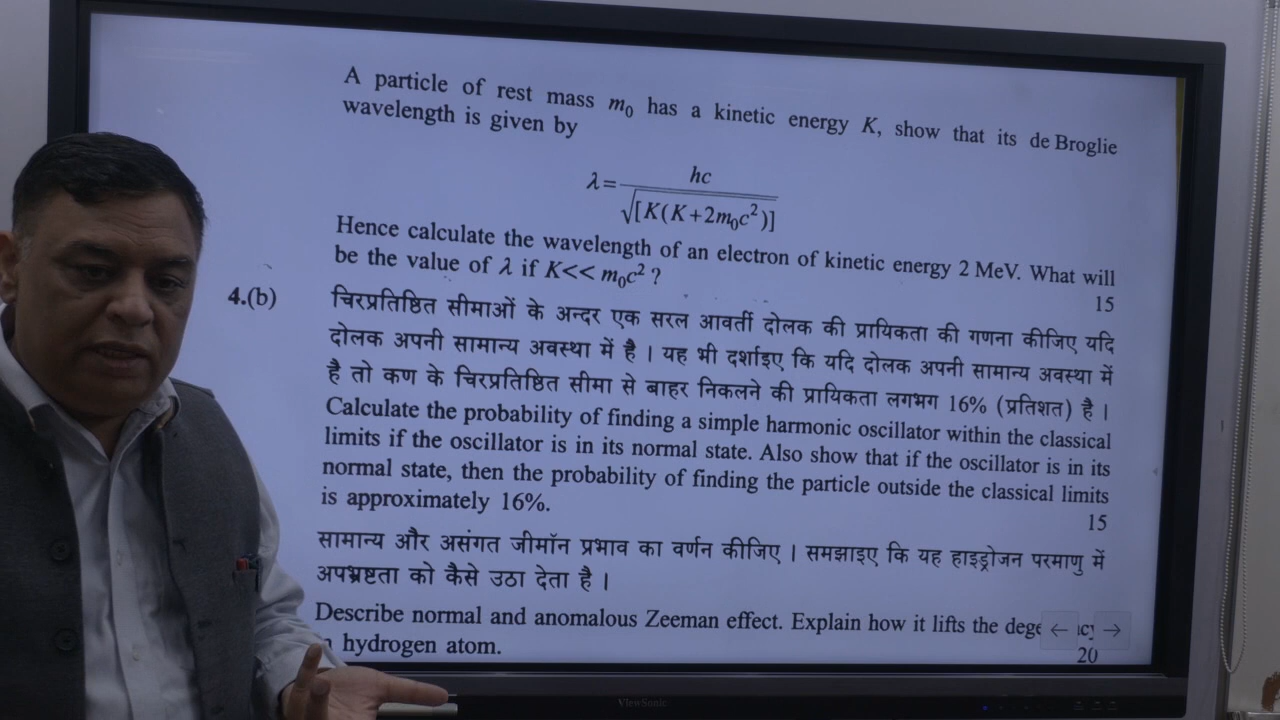 A particle of rest mass m₀ has a kinetic energy K, show that its de Broglie
wavelength is given by
λ = hc / √[K(K+2m₀c²)]
Hence calculate the wavelength of an electron of kinetic energy 2 MeV. What will
be the value of λ if K<< m₀c² ?
15
4.(b) चिरप्रतिष्ठित सीमाओं के अन्दर एक सरल आवर्ती दोलक की प्रायिकता की गणना कीजिए यदि
दोलक अपनी सामान्य अवस्था में है । यह भी दर्शाइए कि यदि दोलक अपनी सामान्य अवस्था में
है तो कण के चिरप्रतिष्ठित सीमा से बाहर निकलने की प्रायिकता लगभग 16% (प्रतिशत) है ।
Calculate the probability of finding a simple harmonic oscillator within the classical
limits if the oscillator is in its normal state. Also show that if the oscillator is in its
normal state, then the probability of finding the particle outside the classical limits
is approximately 16%.
15
सामान्य और असंगत जीमॉन प्रभाव का वर्णन कीजिए । समझाइए कि यह हाइड्रोजन परमाणु में
अपभ्रष्टता को कैसे उठा देता है ।
Describe normal and anomalous Zeeman effect. Explain how it lifts the
hydrogen atom.
20
ViewSonic